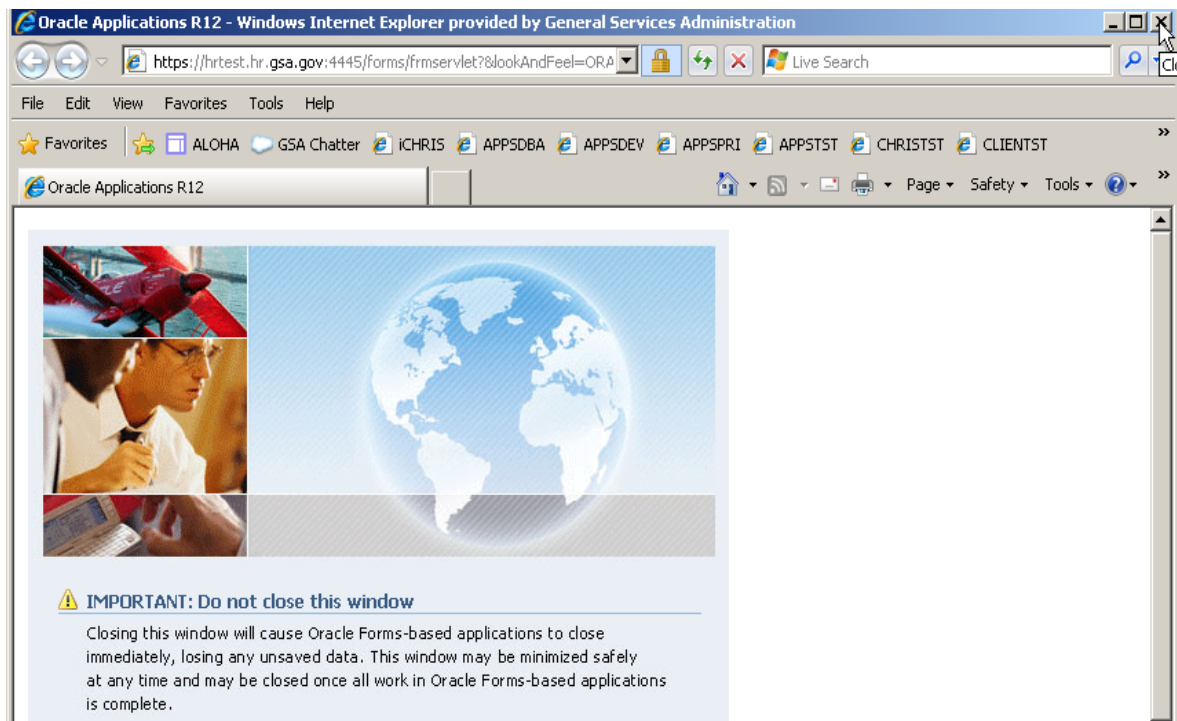 Oracle Applications R12 - Windows Internet Explorer provided by General Services Administration
https://hrtest.hr.gsa.gov:4445/forms/frmservlet?&lookAndFeel=ORA
Live Search
File Edit View Favorites Tools Help
Favorites ALOHA GSA Chatter iCHRIS APPSDBA APPSDEV APPSPRI APPSTST CHRISTST CLIENTST »
Oracle Applications R12 Page Safety Tools »
IMPORTANT: Do not close this window
Closing this window will cause Oracle Forms-based applications to close
immediately, losing any unsaved data. This window may be minimized safely
at any time and may be closed once all work in Oracle Forms-based applications
is complete.